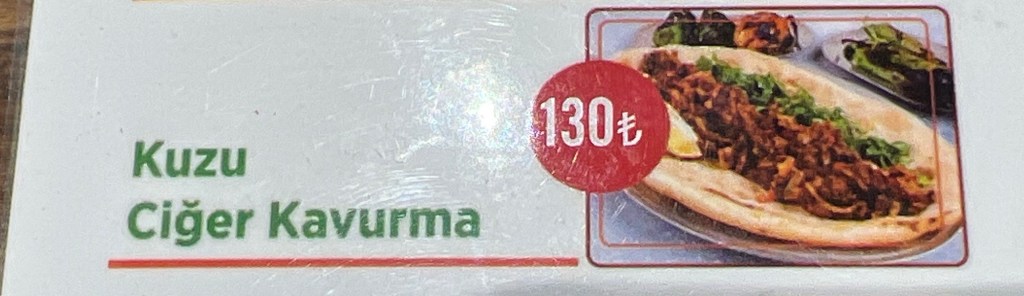 130₺
Kuzu
Ciğer Kavurma